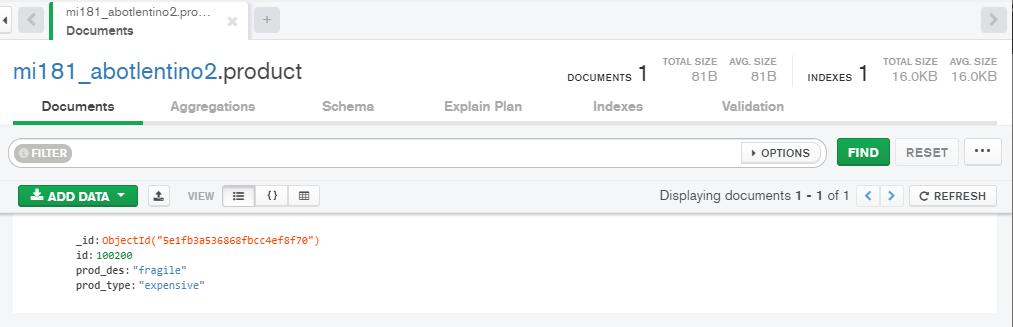 mi181_abotlentino2.pro...
Documents
mi181_abotlentino2.product
DOCUMENTS 1
TOTAL SIZE
81B
AVG. SIZE
81B
INDEXES 1
TOTAL SIZE
16.0KB
AVG. SIZE
16.0KB
Documents Aggregations Schema Explain Plan Indexes Validation
FILTER
OPTIONS
FIND
RESET
...
ADD DATA
VIEW
{}
Displaying documents 1 - 1 of 1
REFRESH
_id:ObjectId("5e1fb3a536868fbcc4ef8f70")
id:100200
prod_des:"fragile"
prod_type:"expensive"